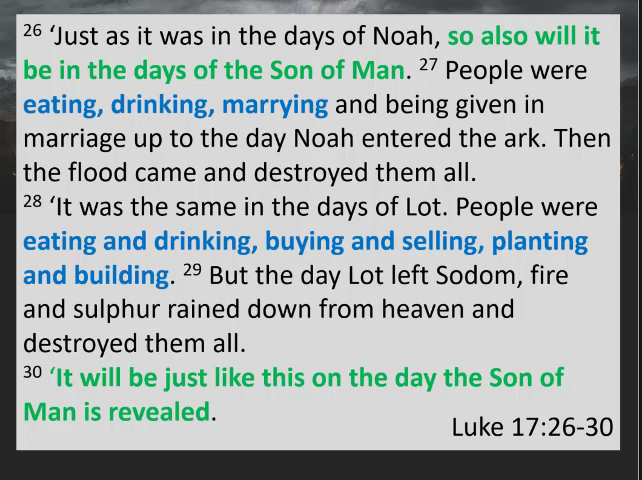 26 ‘Just as it was in the days of Noah, so also will it
be in the days of the Son of Man. 27 People were
eating, drinking, marrying and being given in
marriage up to the day Noah entered the ark. Then
the flood came and destroyed them all.
28 ‘It was the same in the days of Lot. People were
eating and drinking, buying and selling, planting
and building. 29 But the day Lot left Sodom, fire
and sulphur rained down from heaven and
destroyed them all.
30 ‘It will be just like this on the day the Son of
Man is revealed.
Luke 17:26-30